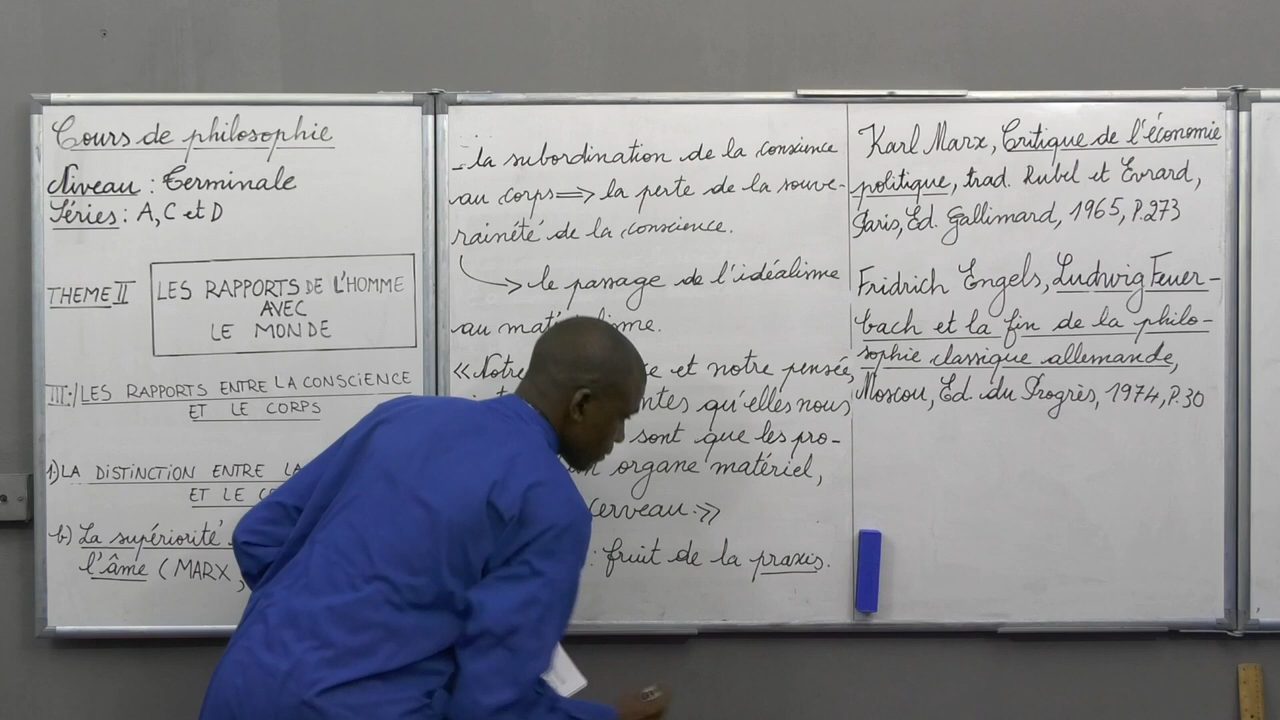 Cours de philosophie
Niveau : Terminale
Séries : A, C et D
THEME II
LES RAPPORTS DE L'HOMME
AVEC
LE MONDE
III-/ LES RAPPORTS ENTRE LA CONSCIENCE
ET LE CORPS
1) LA DISTINCTION ENTRE LA
ET LE
b) La supériorité
l'âme (MARX,
- la subordination de la conscience
au corps ⟹ la perte de la souve-
rainété de la conscience.
→ le passage de l'idéalisme
au
« Notre et notre pensée,
qu'elles nous
sont que les pro-
organe matériel,
cerveau. »
: fruit de la praxis.
Karl Marx, Critique de l'économie
politique, trad. Rubel et Evrard,
Paris, Ed. Gallimard, 1965, P.273
Fridrich Engels, Ludwig Feuer-
bach et la fin de la philo-
sophie classique allemande,
Moscou, Ed. du Progrès, 1974, P.30